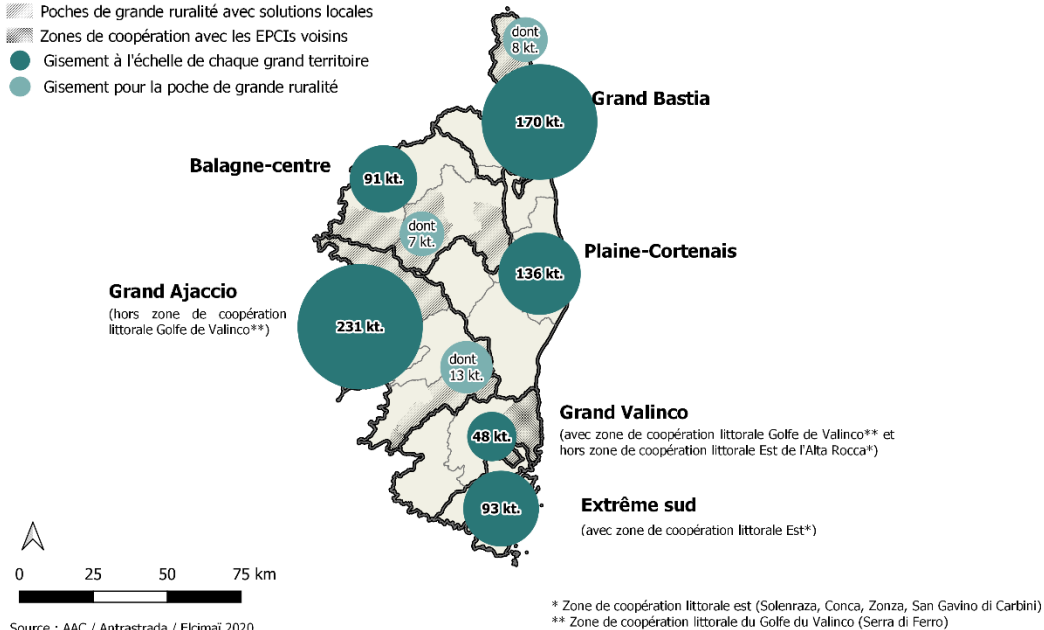 Poches de grande ruralité avec solutions locales
Zones de coopération avec les EPCIs voisins
Gisement à l'échelle de chaque grand territoire
Gisement pour la poche de grande ruralité
dont
8 kt.
Grand Bastia
170 kt.
Balagne-centre
91 kt.
dont
7 kt.
Plaine-Cortenais
136 kt.
Grand Ajaccio
(hors zone de coopération
littorale Golfe de Valinco**)
231 kt.
dont
13 kt.
Grand Valinco
(avec zone de coopération littorale Golfe de Valinco** et
hors zone de coopération littorale Est de l'Alta Rocca*)
48 kt.
Extrême sud
(avec zone de coopération littorale Est*)
93 kt.
0 25 50 75 km
* Zone de coopération littorale est (Solenraza, Conca, Zonza, San Gavino di Carbini)
** Zone de coopération littorale du Golfe du Valinco (Serra di Ferro)
Source : AAC / Antrastrada / Elcimaï 2020